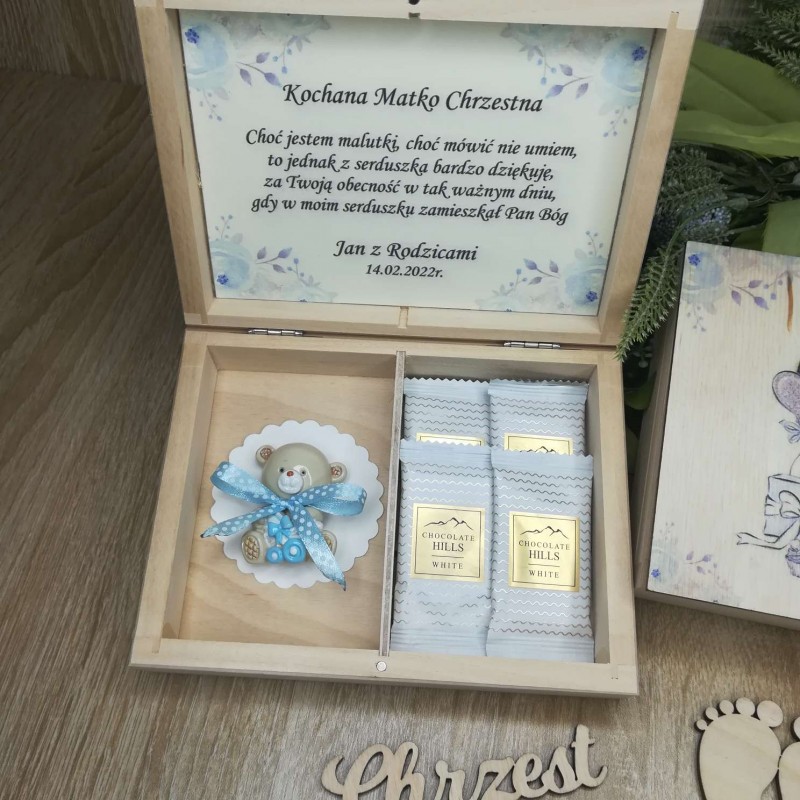 Kochana Matko Chrzestna
Choć jestem malutki, choć mówić nie umiem,
to jednak z serduszka bardzo dziękuję,
za Twoją obecność w tak ważnym dniu,
gdy w moim serduszku zamieszkał Pan Bóg
Jan z Rodzicami
14.02.2022r.
CHOCOLATE
HILLS
WHITE
CHOCOLATE
HILLS
WHITE
Chrzest